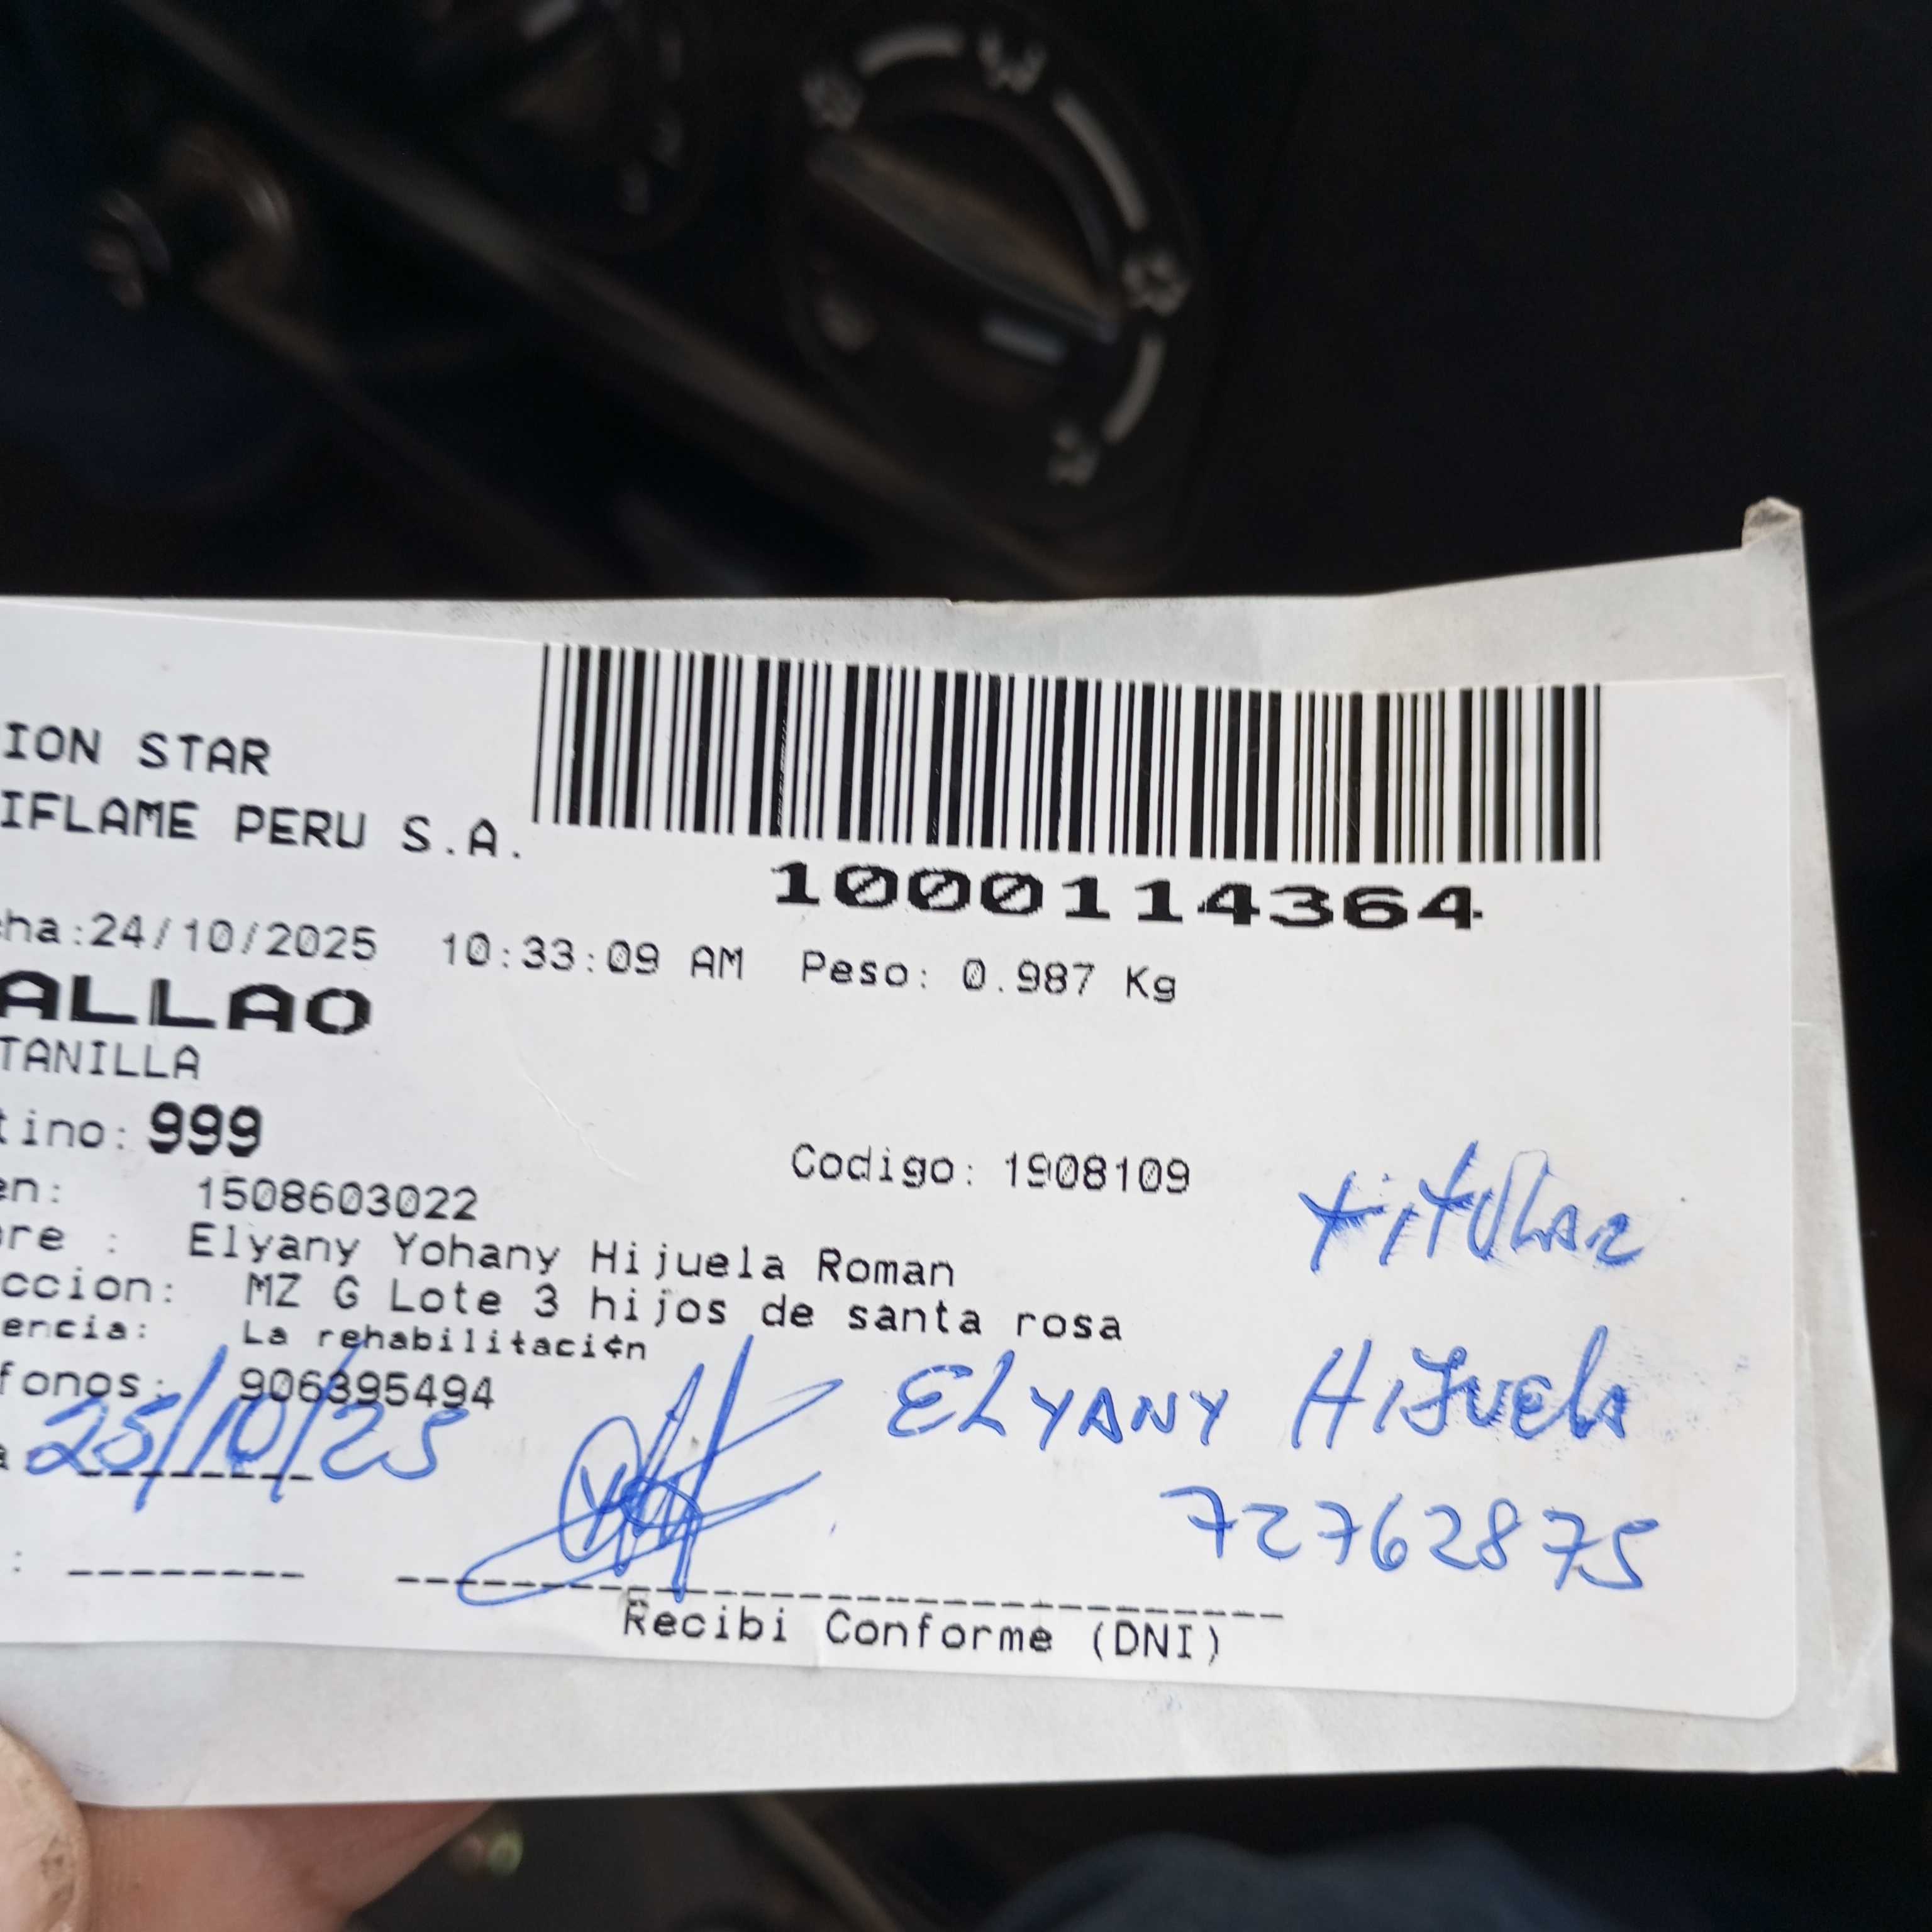 ION STAR
IFLAME PERU S.A.
1000114364
ha:24/10/2025 10:33:09 AM Peso: 0.987 Kg
ALLAO
TANILLA
tino: 999
Codigo: 1908109
en: 1508603022
re : Elyany Yohany Hijuela Roman
ccion: MZ G Lote 3 hijos de santa rosa
encia: La rehabilitaci¢n
fonos: 906395494
TITULAR
25/10/25
ELYANY HiJuela
72762875
Recibi Conforme (DNI)